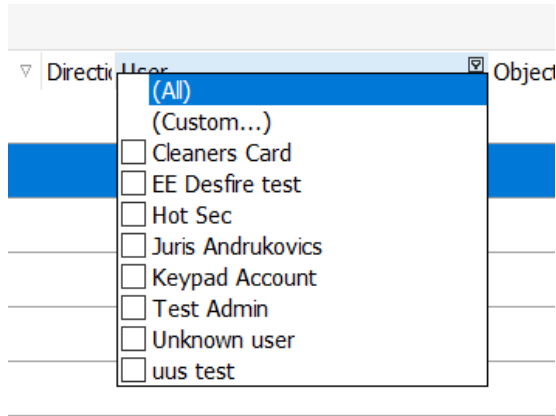 Directi User Object
(All)
(Custom...)
Cleaners Card
EE Desfire test
Hot Sec
Juris Andrukovics
Keypad Account
Test Admin
Unknown user
uus test